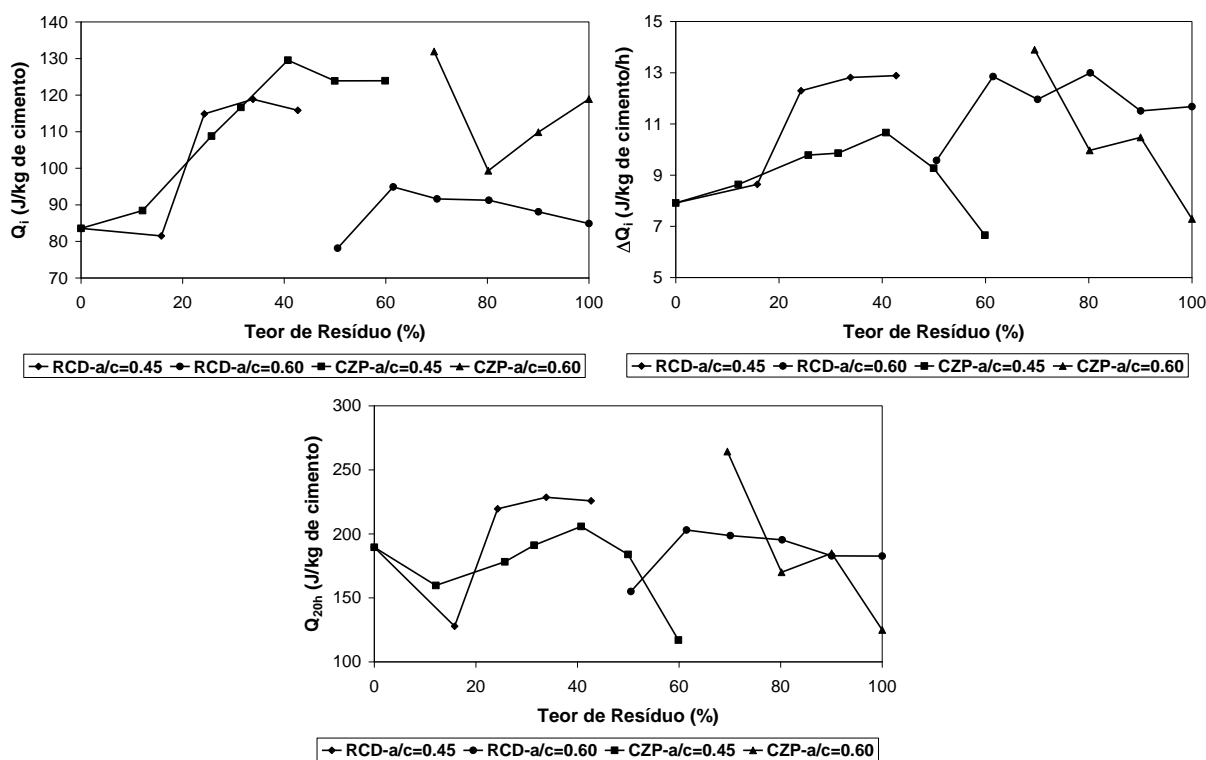 140
130
120
110
100
90
80
70
Qi (J/kg de cimento)
0 20 40 60 80 100
Teor de Resíduo (%)
RCD-a/c=0.45 RCD-a/c=0.60 CZP-a/c=0.45 CZP-a/c=0.60
15
13
11
9
7
5
ΔQi (J/kg de cimento/h)
0 20 40 60 80 100
Teor de Resíduo (%)
RCD-a/c=0.45 RCD-a/c=0.60 CZP-a/c=0.45 CZP-a/c=0.60
300
250
200
150
100
Q20h (J/kg de cimento)
0 20 40 60 80 100
Teor de Resíduo (%)
RCD-a/c=0.45 RCD-a/c=0.60 CZP-a/c=0.45 CZP-a/c=0.60